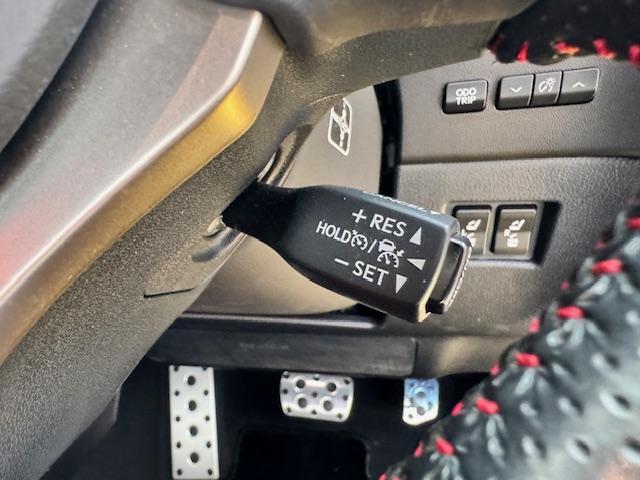 ODO
TRIP
+ RES
HOLD /
− SET
R